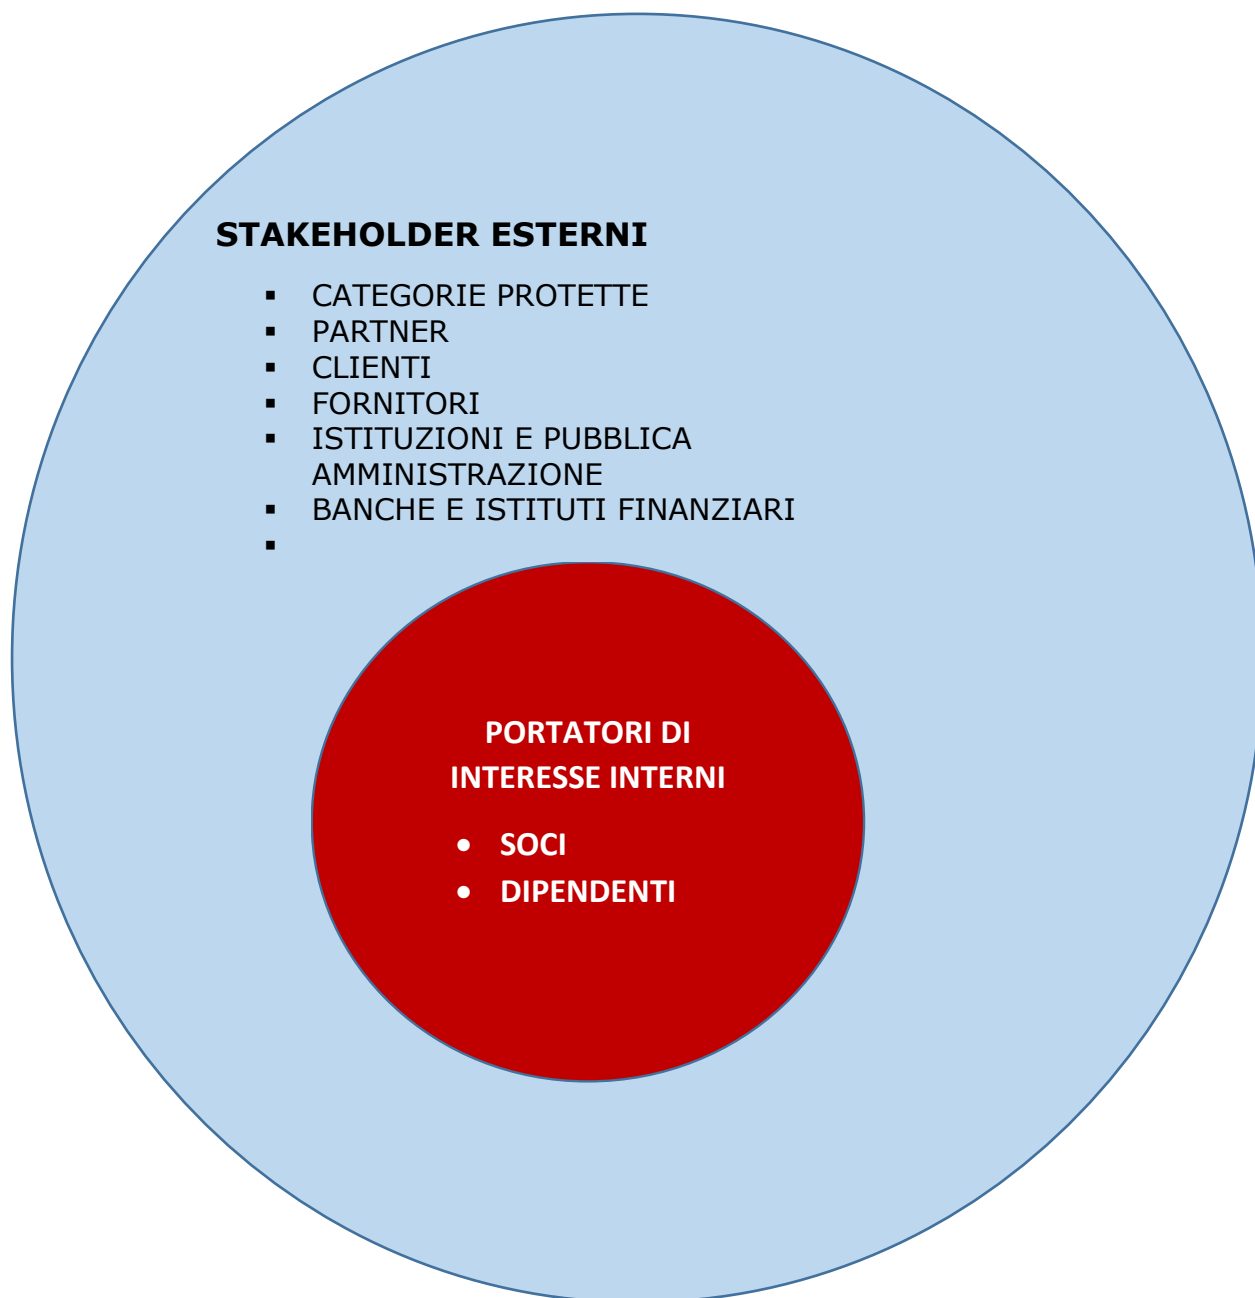 STAKEHOLDER ESTERNI
▪ CATEGORIE PROTETTE
▪ PARTNER
▪ CLIENTI
▪ FORNITORI
▪ ISTITUZIONI E PUBBLICA
AMMINISTRAZIONE
▪ BANCHE E ISTITUTI FINANZIARI
▪
PORTATORI DI
INTERESSE INTERNI
• SOCI
• DIPENDENTI